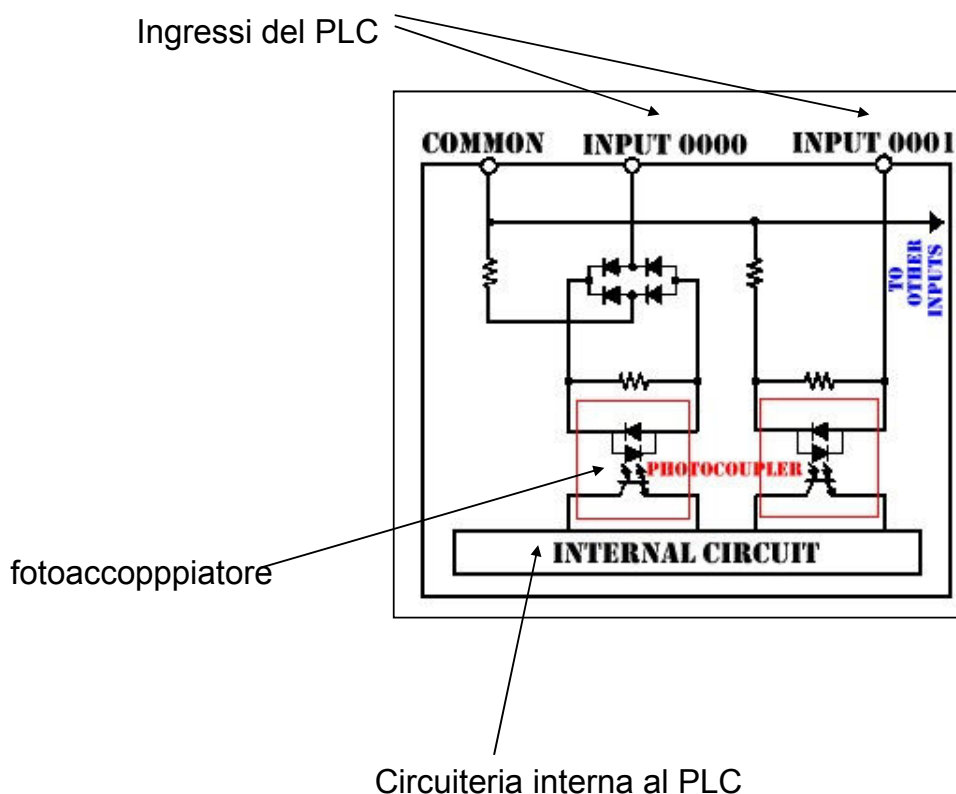 Ingressi del PLC
COMMON INPUT 0000 INPUT 0001
TO
OTHER
INPUTS
PHOTOCOUPLER
INTERNAL CIRCUIT
fotoaccopppiatore
Circuiteria interna al PLC